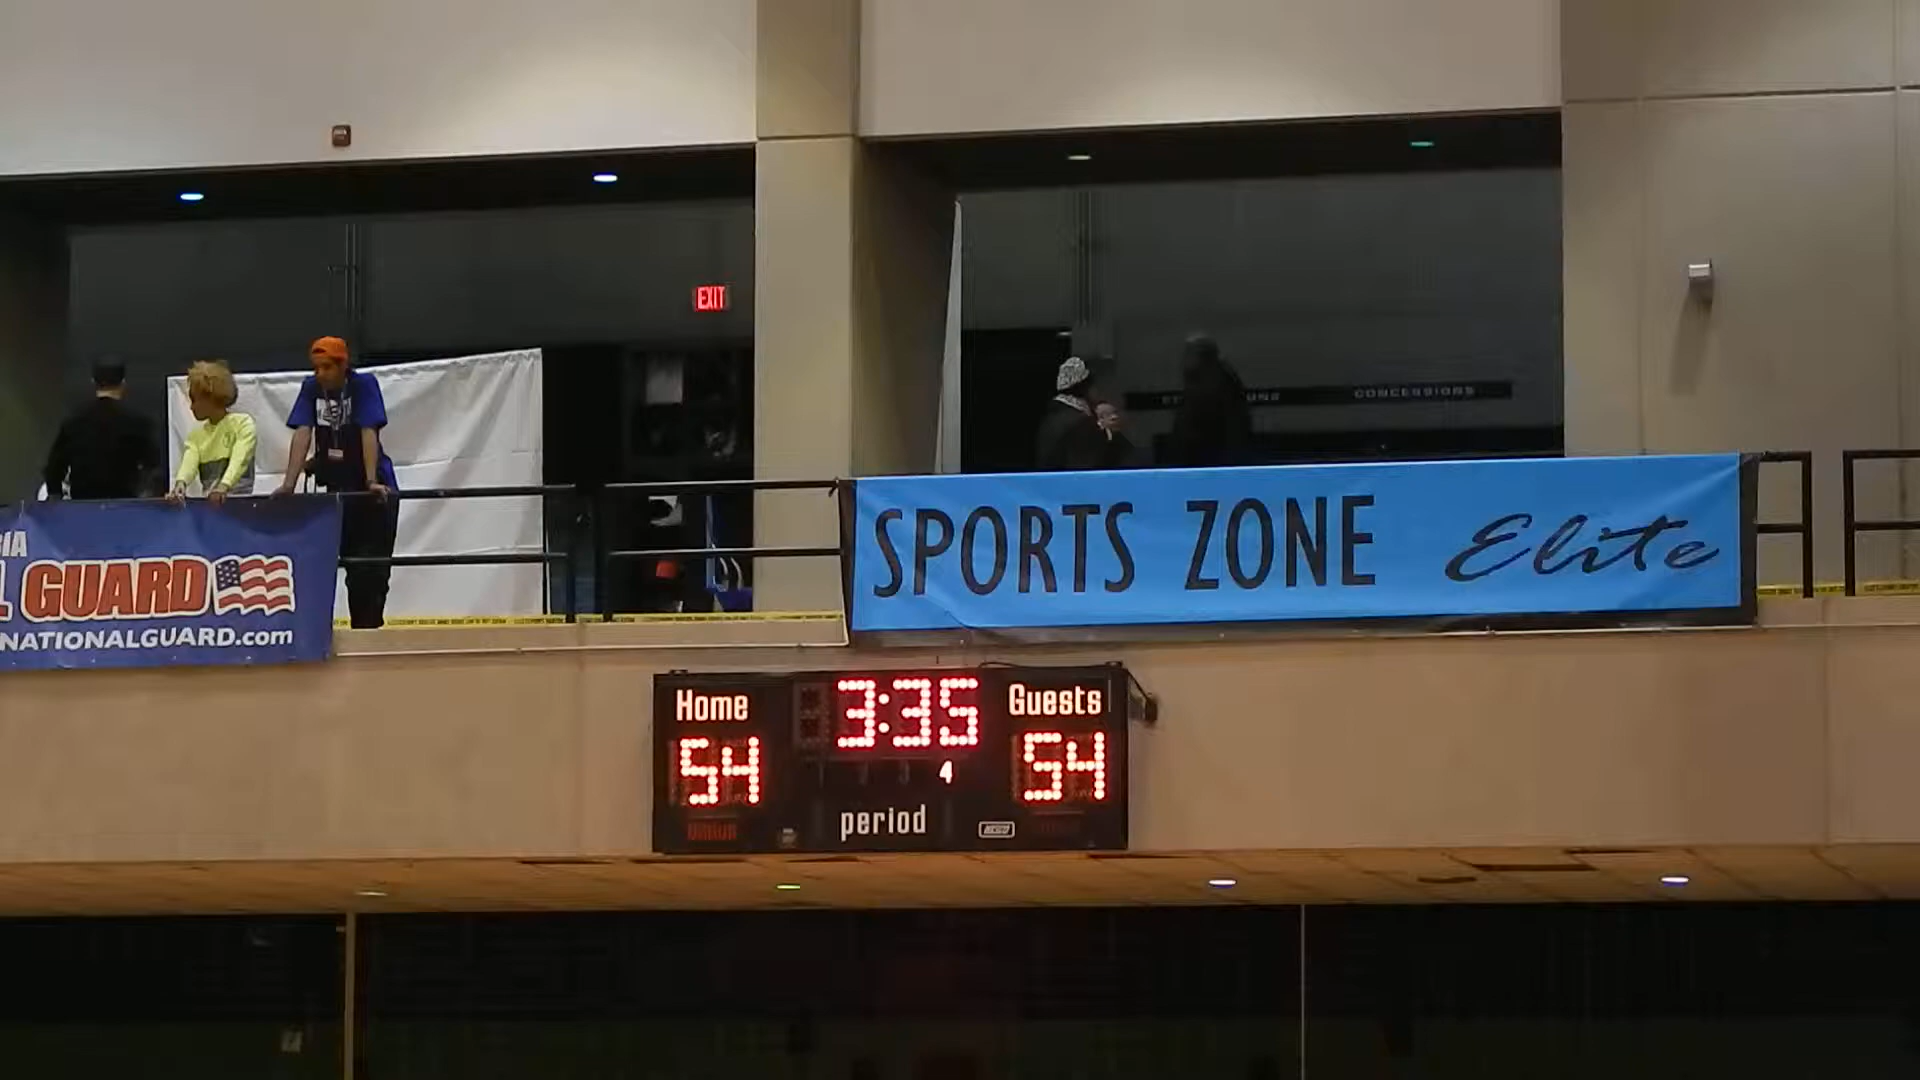 EXIT
CONCESSIONS
SPORTS ZONE Elite
GUARD
NATIONALGUARD.com
Home 3:35 Guests
54 4 54
period